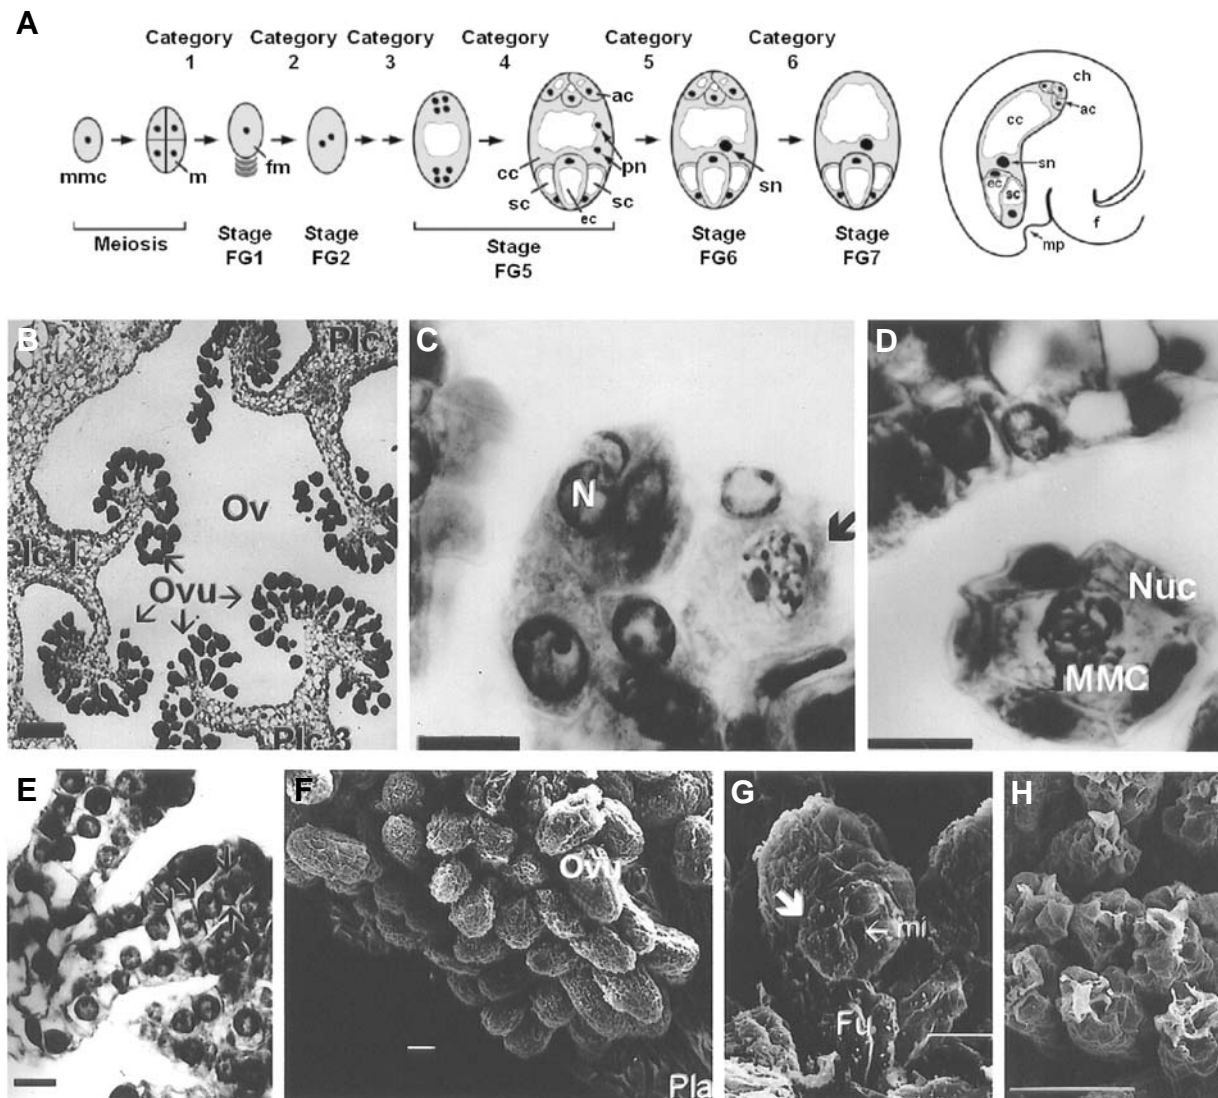 A
Category Category Category Category Category Category
1 2 3 4 5 6
mmc m fm ac pn cc sc ec sc sn
Meiosis
Stage FG1
Stage FG2
Stage FG5
Stage FG6
Stage FG7
ch
ac
cc
sn
ec
sc
f
mp
B
Plc
Ov
Plc 1
Ovu
Plc3
C
N
D
Nuc
MMC
E
F
Ovu
Pla
G
mi
Fu
H